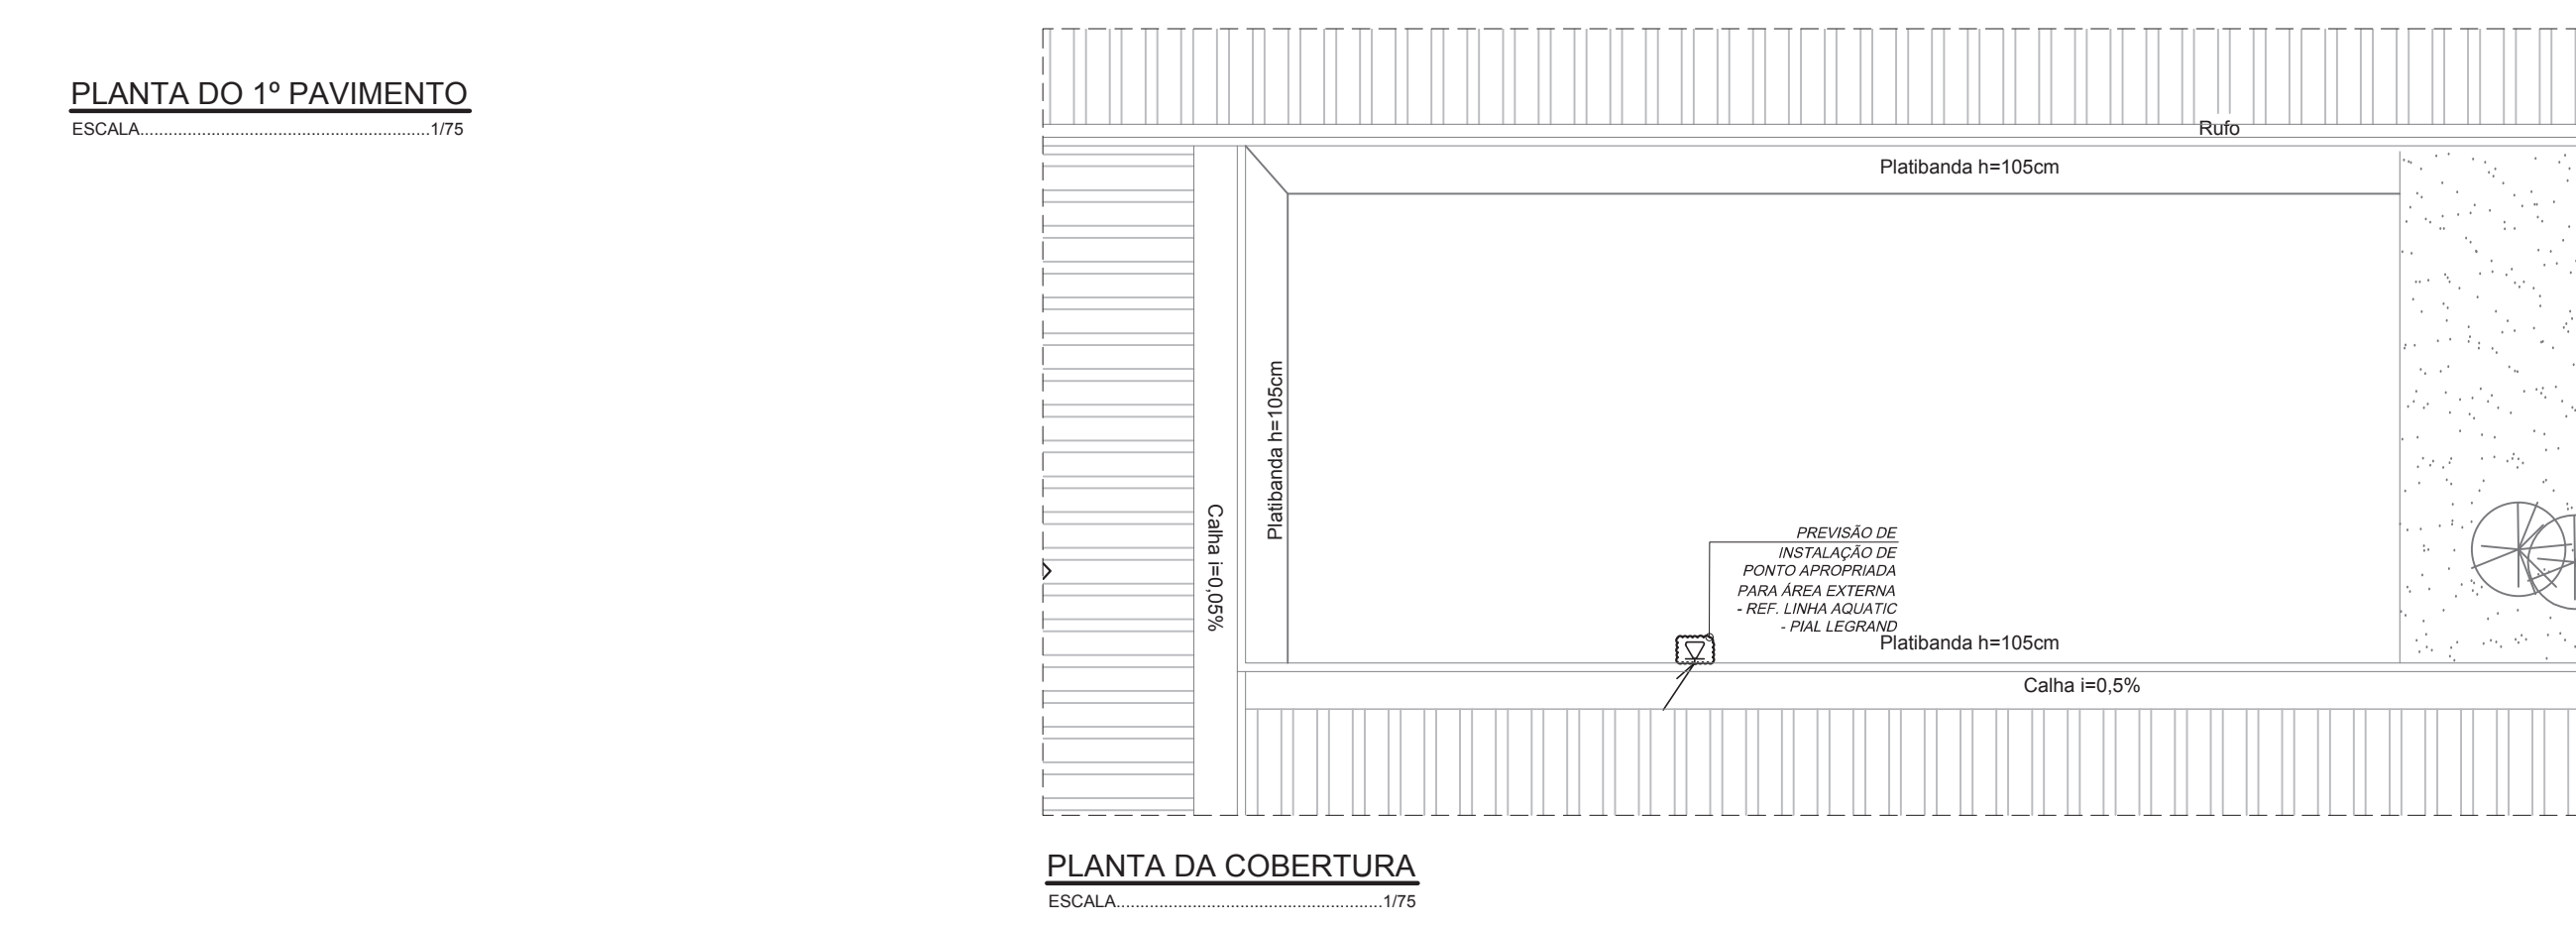 PLANTA DO 1º PAVIMENTO
ESCALA.............................................................1/75
Rufo
Platibanda h=105cm
Platibanda h=105cm
Calha i=0,05%
PREVISÃO DE
INSTALAÇÃO DE
PONTO APROPRIADA
PARA ÁREA EXTERNA
- REF. LINHA AQUATIC
- PIAL LEGRAND
Platibanda h=105cm
Calha i=0,5%
PLANTA DA COBERTURA
ESCALA........................................................1/75